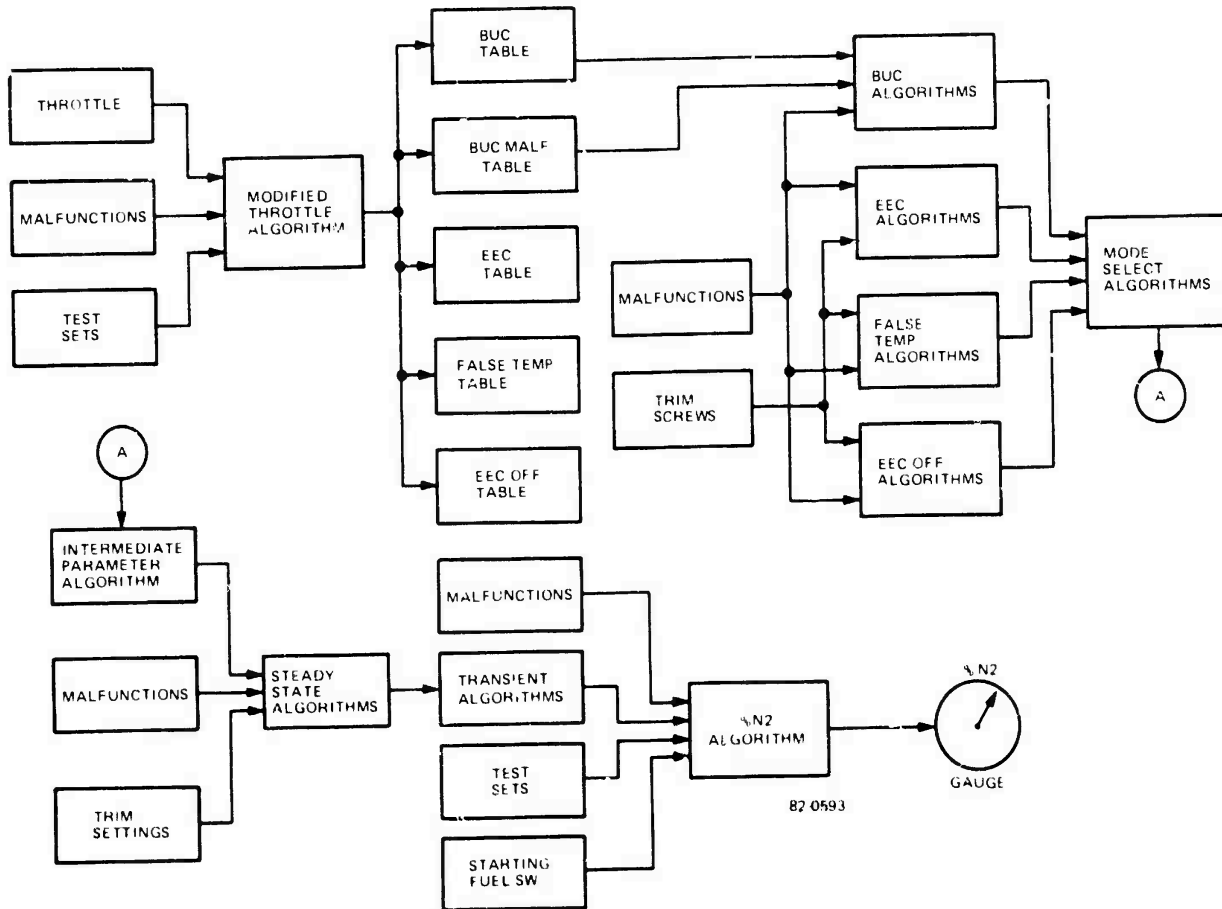 THROTTLE
MALFUNCTIONS
TEST
SETS
MODIFIED
THROTTLE
ALGORITHM
BUC
TABLE
BUC MALF
TABLE
EEC
TABLE
FALSE TEMP
TABLE
EEC OFF
TABLE
MALFUNCTIONS
TRIM
SCREWS
BUC
ALGORITHMS
EEC
ALGORITHMS
FALSE
TEMP
ALGORITHMS
EEC OFF
ALGORITHMS
MODE
SELECT
ALGORITHMS
A
A
INTERMEDIATE
PARAMETER
ALGORITHM
MALFUNCTIONS
TRIM
SETTINGS
STEADY
STATE
ALGORITHMS
MALFUNCTIONS
TRANSIENT
ALGORITHMS
TEST
SETS
STARTING
FUEL SW
%N2
ALGORITHM
% N2
GAUGE
82-0593